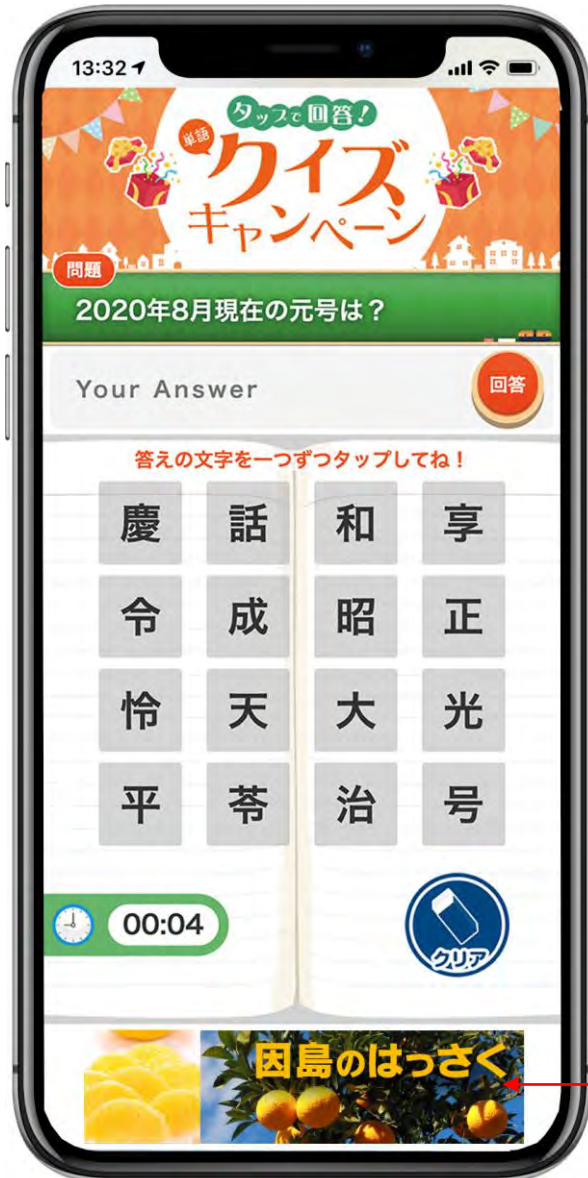 13:32
タップで回答！
単語
クイズ
キャンペーン
問題
2020年8月現在の元号は？
Your Answer
回答
答えの文字を一つずつタップしてね！
慶 話 和 享
令 成 昭 正
怜 天 大 光
平 苓 治 号
00:04
クリア
因島のはっさく